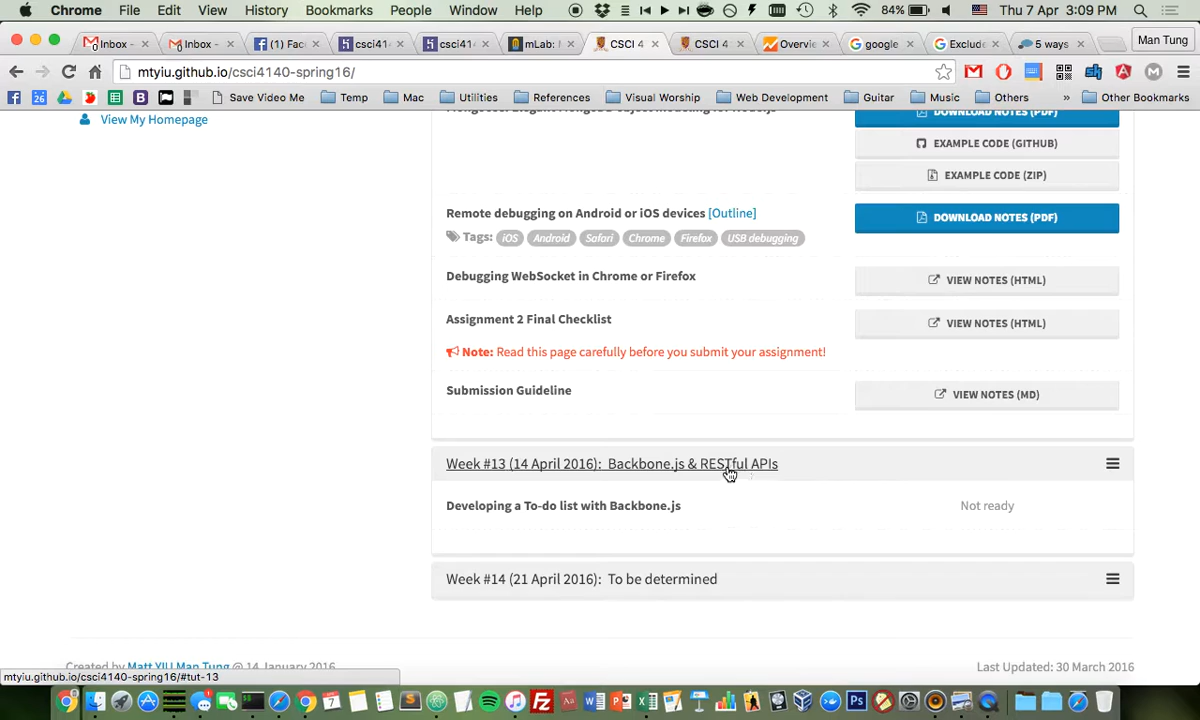 Chrome File Edit View History Bookmarks People Window Help 84% Thu 7 Apr 3:09 PM
Inbox - Inbox - (1) Fac csci41 csci41 mLab: M CSCI 4 CSCI 4 Overvie google Exclud 5 ways Man Tung
mtyiu.github.io/csci4140-spring16/
Save Video Me Temp Mac Utilities References Visual Worship Web Development Guitar Music Others » Other Bookmarks
View My Homepage
DOWNLOAD NOTES (PDF)
EXAMPLE CODE (GITHUB)
EXAMPLE CODE (ZIP)
Remote debugging on Android or iOS devices [Outline] DOWNLOAD NOTES (PDF)
Tags: iOS Android Safari Chrome Firefox USB debugging
Debugging WebSocket in Chrome or Firefox VIEW NOTES (HTML)
Assignment 2 Final Checklist VIEW NOTES (HTML)
Note: Read this page carefully before you submit your assignment!
Submission Guideline VIEW NOTES (MD)
Week #13 (14 April 2016): Backbone.js & RESTful APIs
Developing a To-do list with Backbone.js Not ready
Week #14 (21 April 2016): To be determined
Created by Matt YIU Man Tung @ 14 January 2016 Last Updated: 30 March 2016
mtyiu.github.io/csci4140-spring16/#tut-13